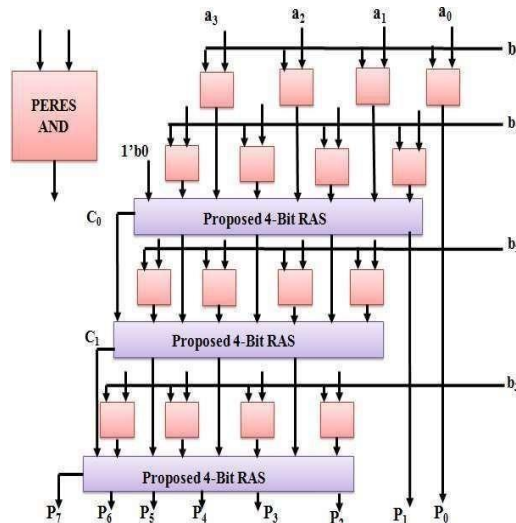 a3 a2 a1 a0
b
PERES
AND
b
1'b0
C0
Proposed 4-Bit RAS
b
C1
Proposed 4-Bit RAS
b
Proposed 4-Bit RAS
P7 P6 P5 P4 P3 P1 P0